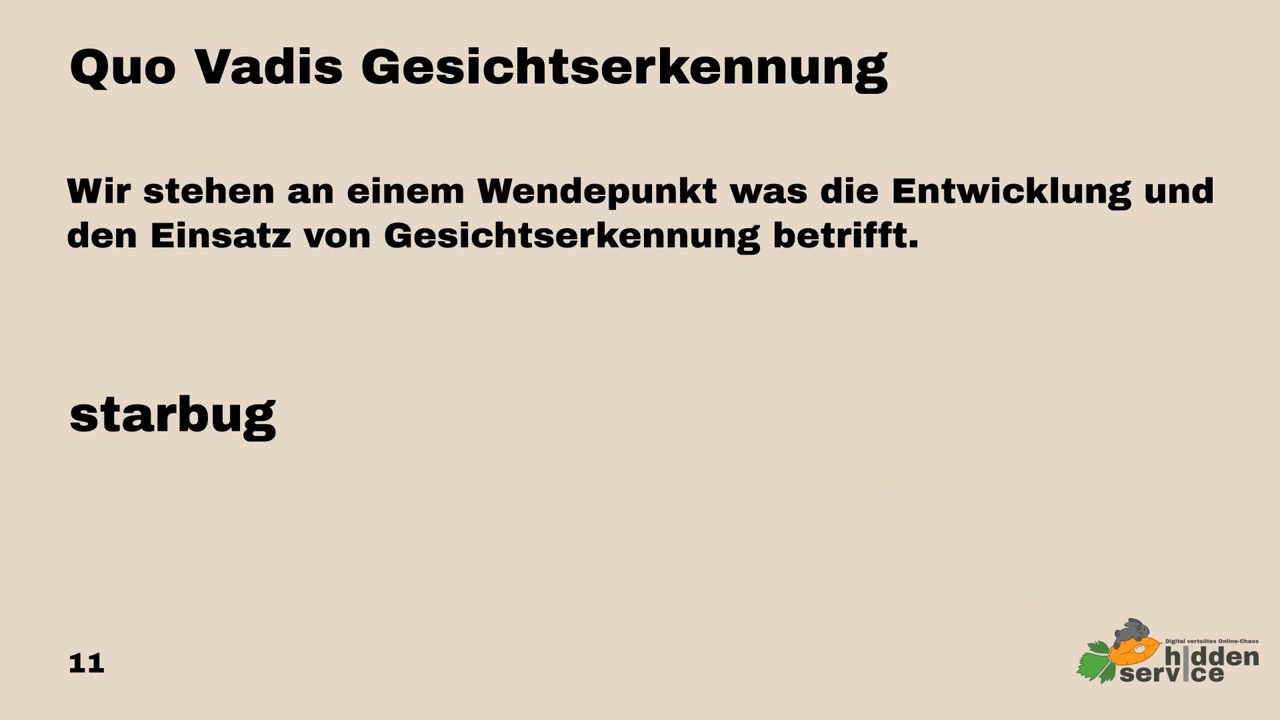 Quo Vadis Gesichtserkennung
Wir stehen an einem Wendepunkt was die Entwicklung und
den Einsatz von Gesichtserkennung betrifft.
starbug
11
Digital verteiltes Online-Chaos
hidden
service